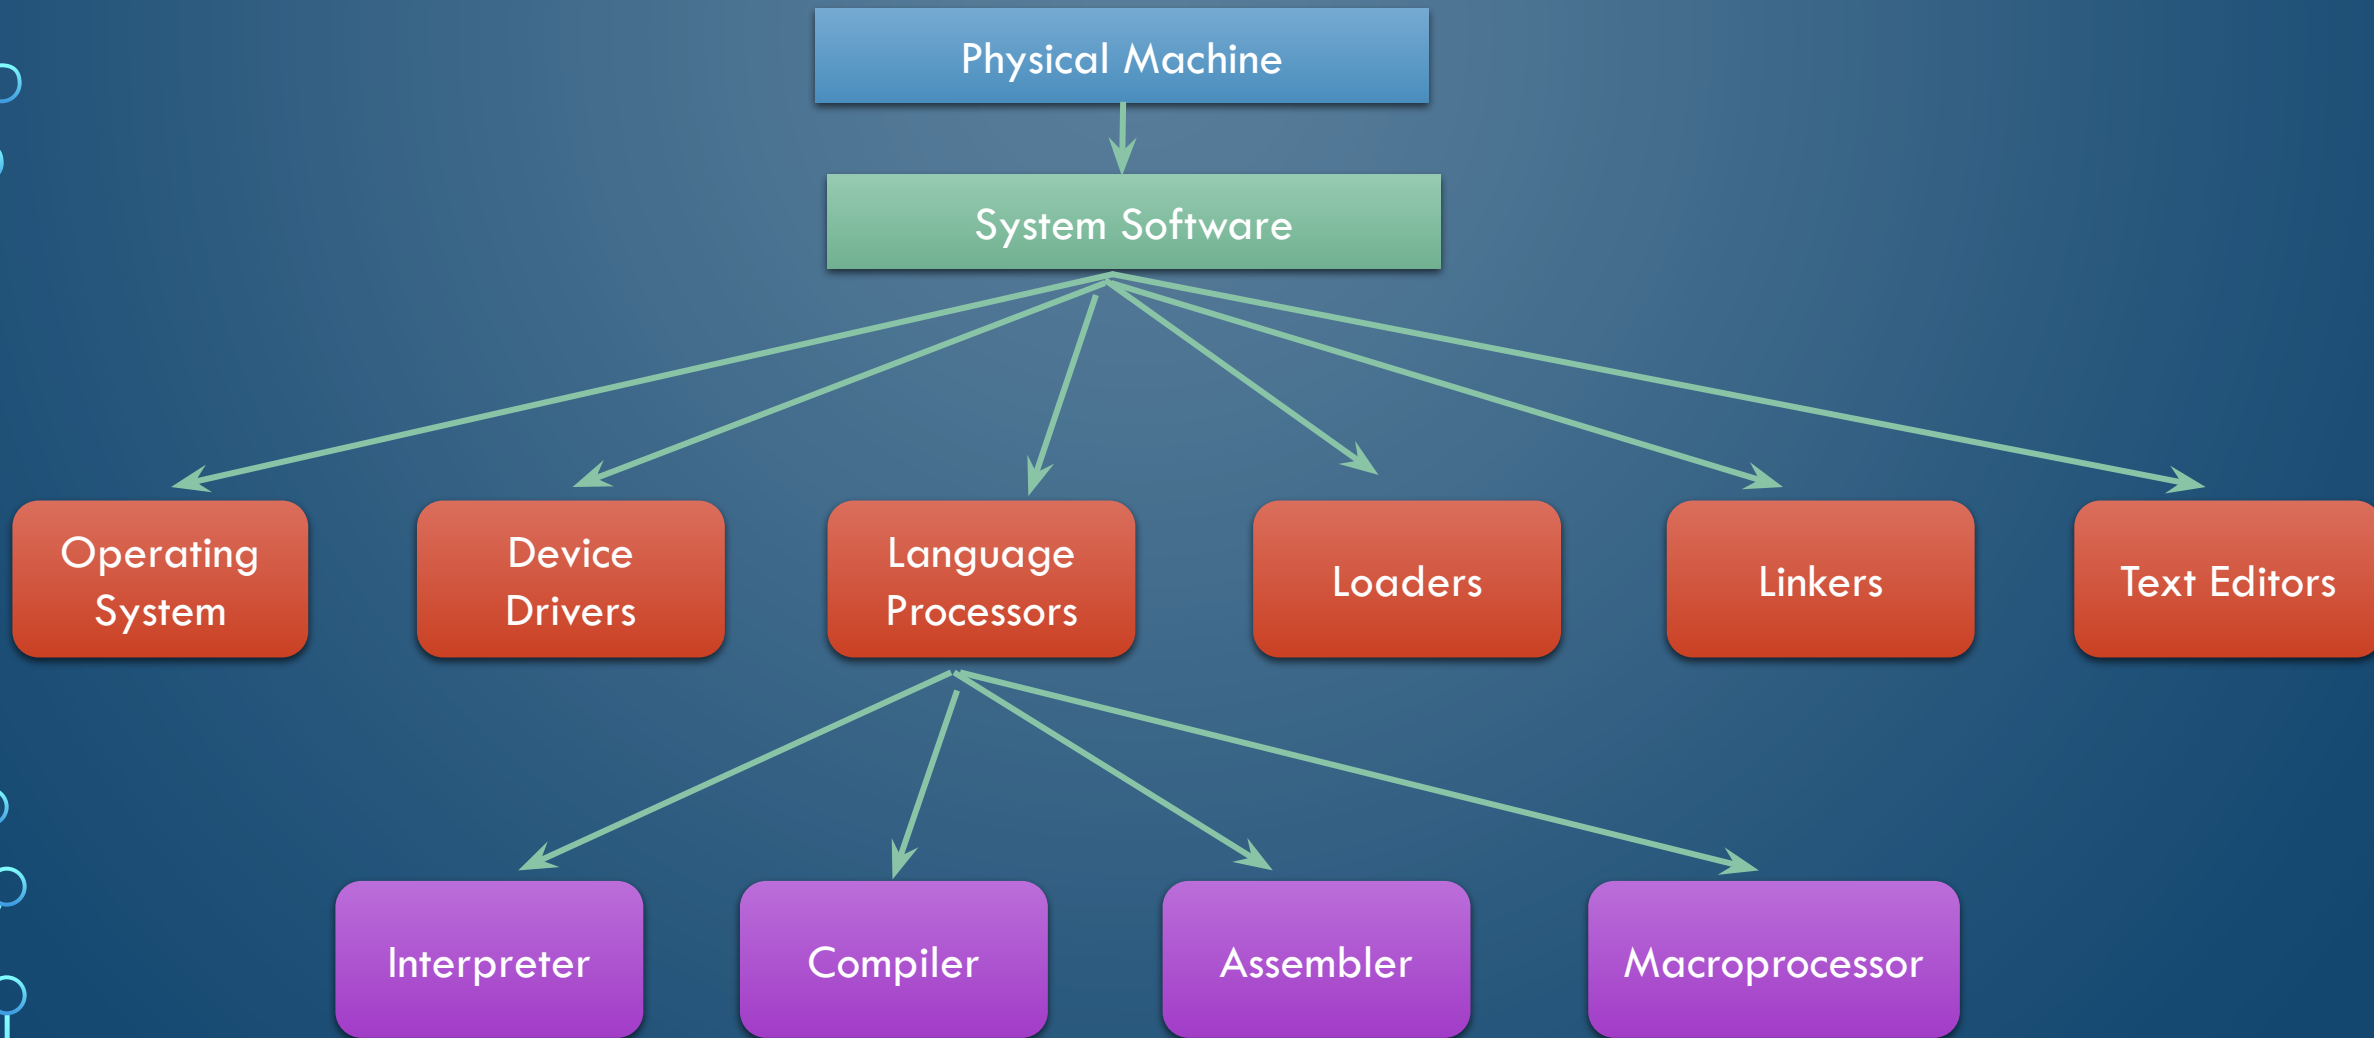 Physical Machine
System Software
Operating
System
Device
Drivers
Language
Processors
Loaders
Linkers
Text Editors
Interpreter
Compiler
Assembler
Macroprocessor